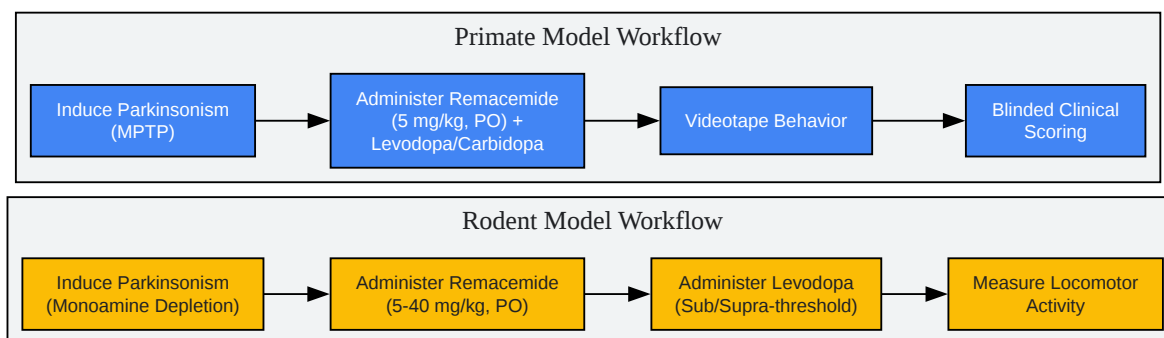 Primate Model Workflow
Induce Parkinsonism
(MPTP)
Administer Remacemide
(5 mg/kg, PO) +
Levodopa/Carbidopa
Videotape Behavior
Blinded Clinical
Scoring
Rodent Model Workflow
Induce Parkinsonism
(Monoamine Depletion)
Administer Remacemide
(5-40 mg/kg, PO)
Administer Levodopa
(Sub/Supra-threshold)
Measure Locomotor
Activity